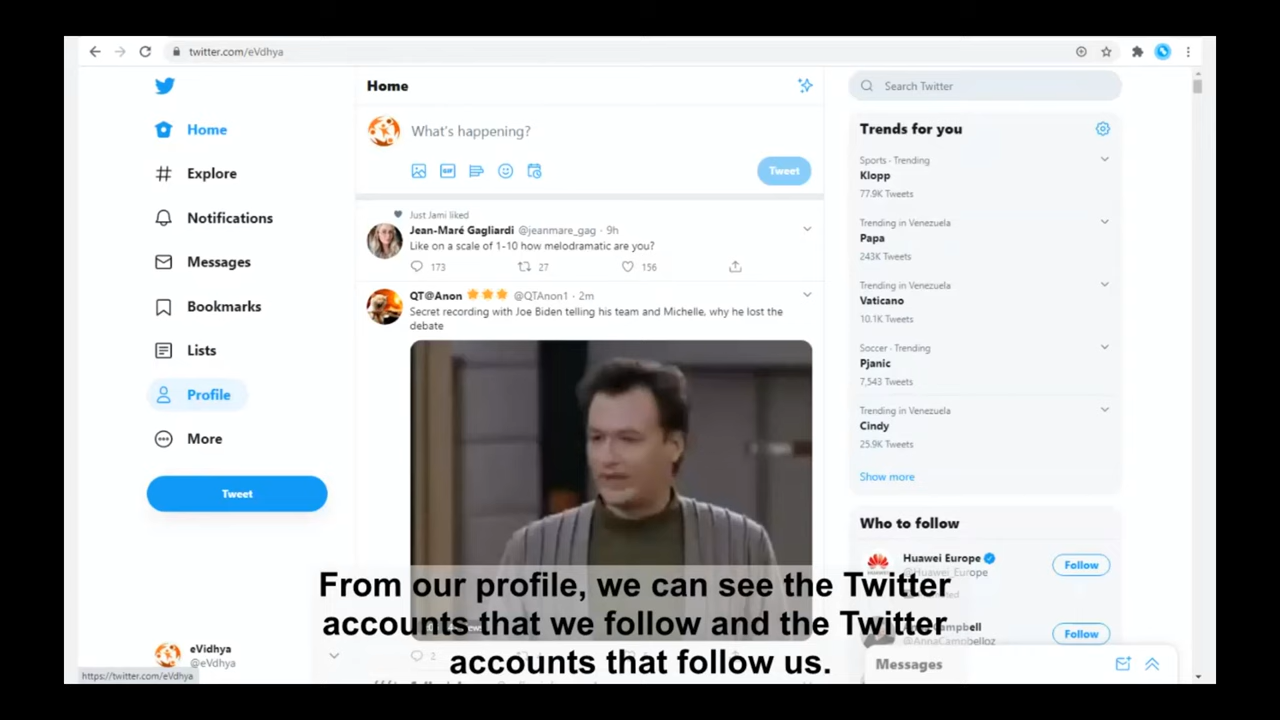 twitter.com/eVdhya
Home
Explore
Notifications
Messages
Bookmarks
Lists
Profile
More
Tweet
eVidhya
@eVdhya
https://twitter.com/eVdhya
Home
What's happening?
GIF
Tweet
Just Jami liked
Jean-Maré Gagliardi @jeanmare_gag · 9h
Like on a scale of 1-10 how melodramatic are you?
173 27 156
QT@Anon @QTAnon1 · 2m
Secret recording with Joe Biden telling his team and Michelle, why he lost the
debate
2
Search Twitter
Trends for you
Sports · Trending
Klopp
77.9K Tweets
Trending in Venezuela
Papa
243K Tweets
Trending in Venezuela
Vaticano
10.1K Tweets
Soccer · Trending
Pjanic
7,543 Tweets
Trending in Venezuela
Cindy
25.9K Tweets
Show more
Who to follow
Huawei Europe
@Huawei_Europe
Follow
@AnnaCampbelloz
Follow
Messages
From our profile, we can see the Twitter
accounts that we follow and the Twitter
accounts that follow us.